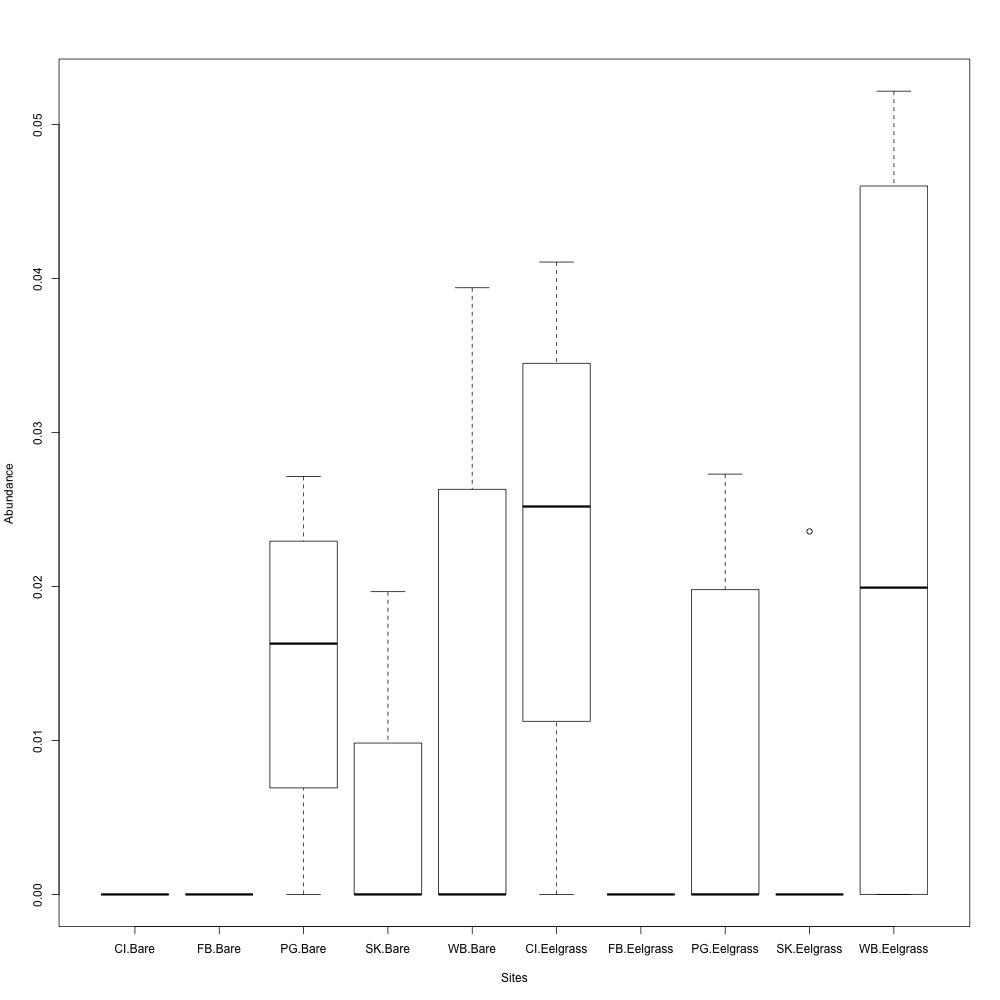 Abundance
0.05
0.04
0.03
0.02
0.01
0.00
CI.Bare FB.Bare PG.Bare SK.Bare WB.Bare CI.Eelgrass FB.Eelgrass PG.Eelgrass SK.Eelgrass WB.Eelgrass
Sites